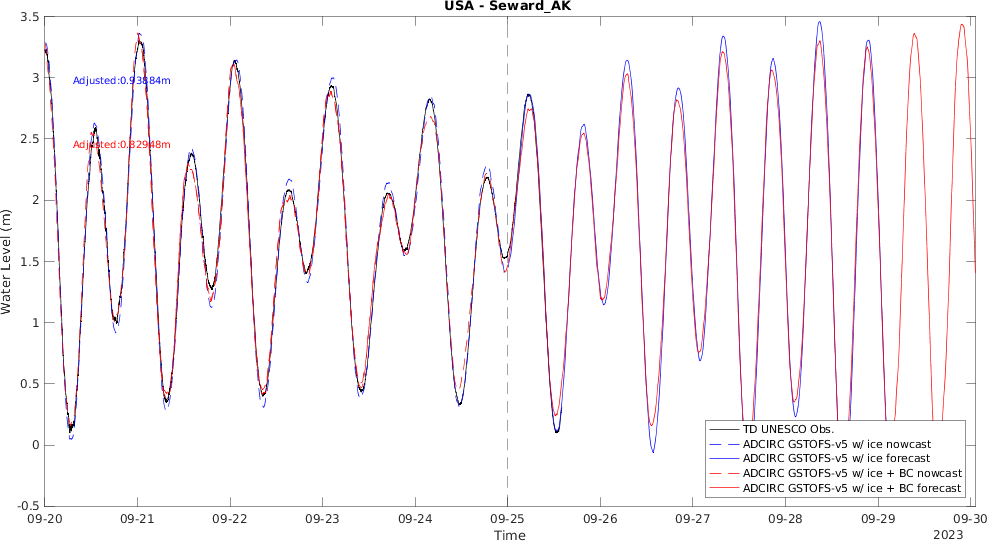 USA - Seward_AK
3.5
3
2.5
2
1.5
1
0.5
0
-0.5
Water Level (m)
Adjusted:0.93884m
Adjusted:0.82948m
TD UNESCO Obs.
ADCIRC GSTOFS-v5 w/ ice nowcast
ADCIRC GSTOFS-v5 w/ ice forecast
ADCIRC GSTOFS-v5 w/ ice + BC nowcast
ADCIRC GSTOFS-v5 w/ ice + BC forecast
09-20 09-21 09-22 09-23 09-24 09-25 09-26 09-27 09-28 09-29 09-30
Time
2023